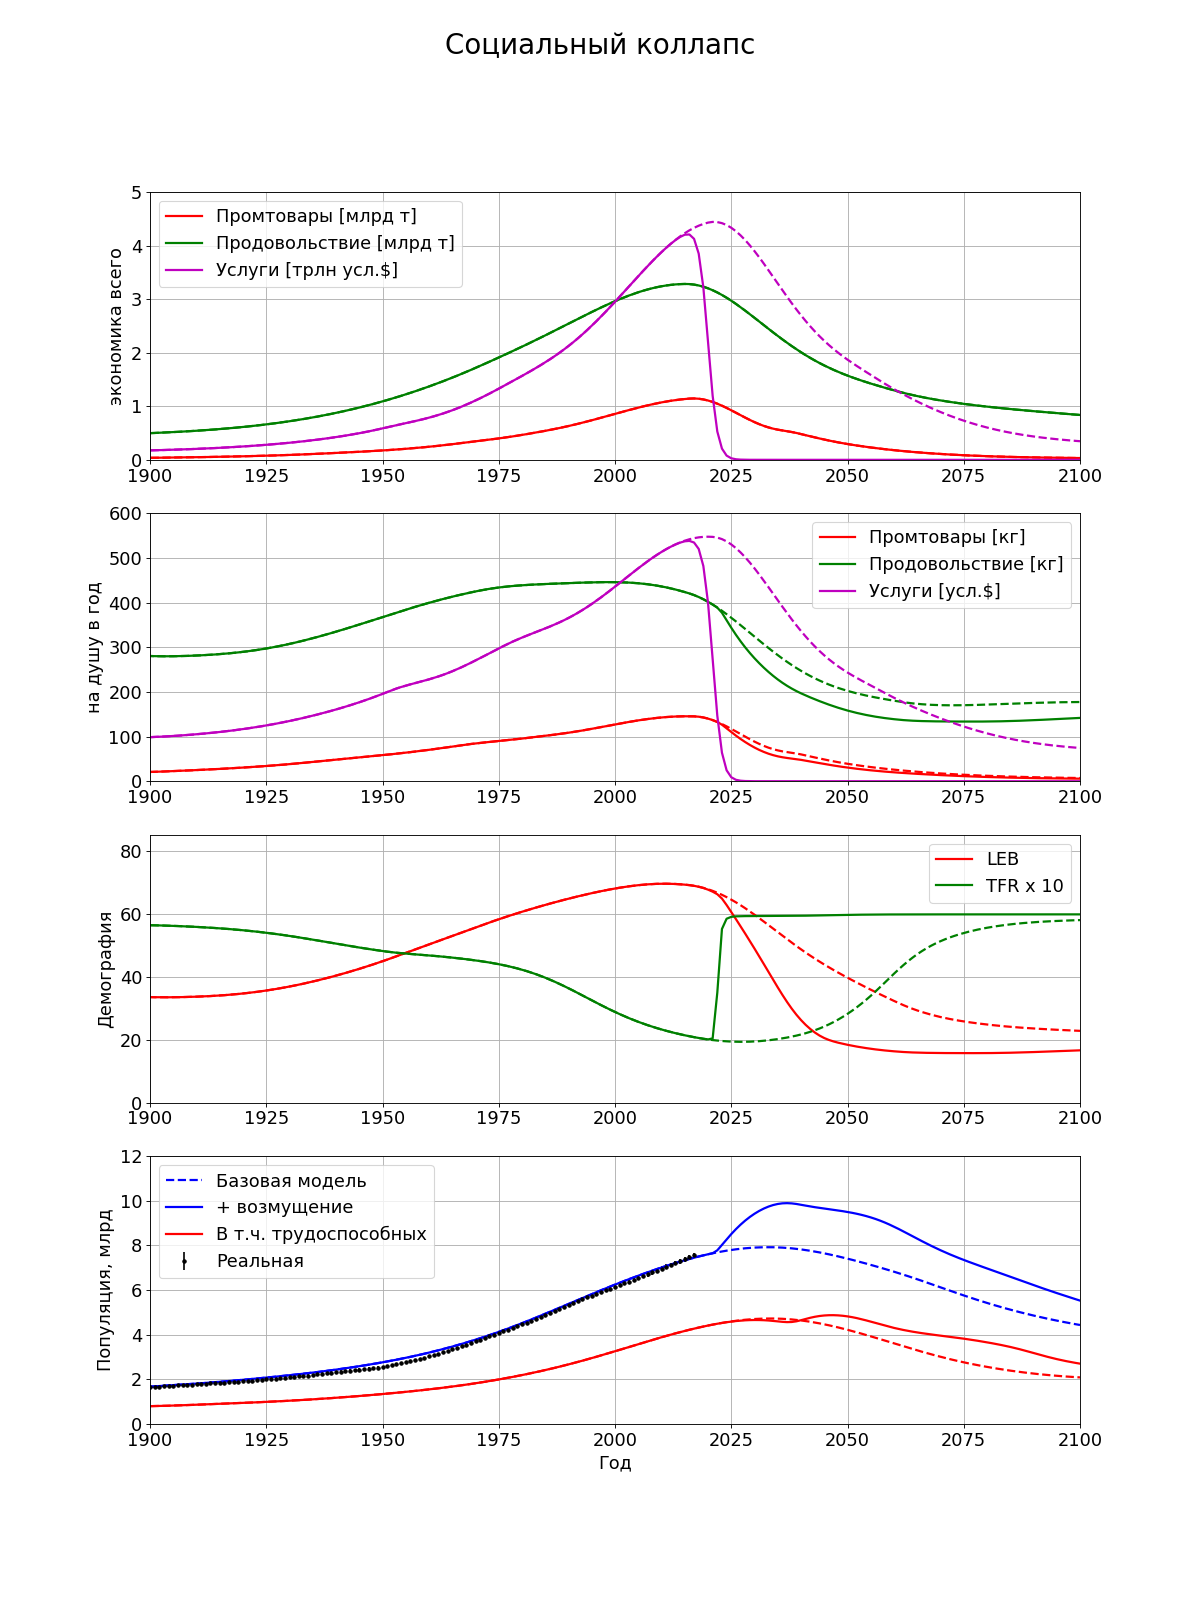 Социальный коллапс
экономика всего
5
4
3
2
1
0
Промтовары [млрд т]
Продовольствие [млрд т]
Услуги [трлн усл.$]
1900 1925 1950 1975 2000 2025 2050 2075 2100
на душу в год
600
500
400
300
200
100
0
Промтовары [кг]
Продовольствие [кг]
Услуги [усл.$]
1900 1925 1950 1975 2000 2025 2050 2075 2100
Демография
80
60
40
20
0
LEB
TFR x 10
1900 1925 1950 1975 2000 2025 2050 2075 2100
Популяция, млрд
12
10
8
6
4
2
0
Базовая модель
+ возмущение
В т.ч. трудоспособных
Реальная
1900 1925 1950 1975 2000 2025 2050 2075 2100
Год